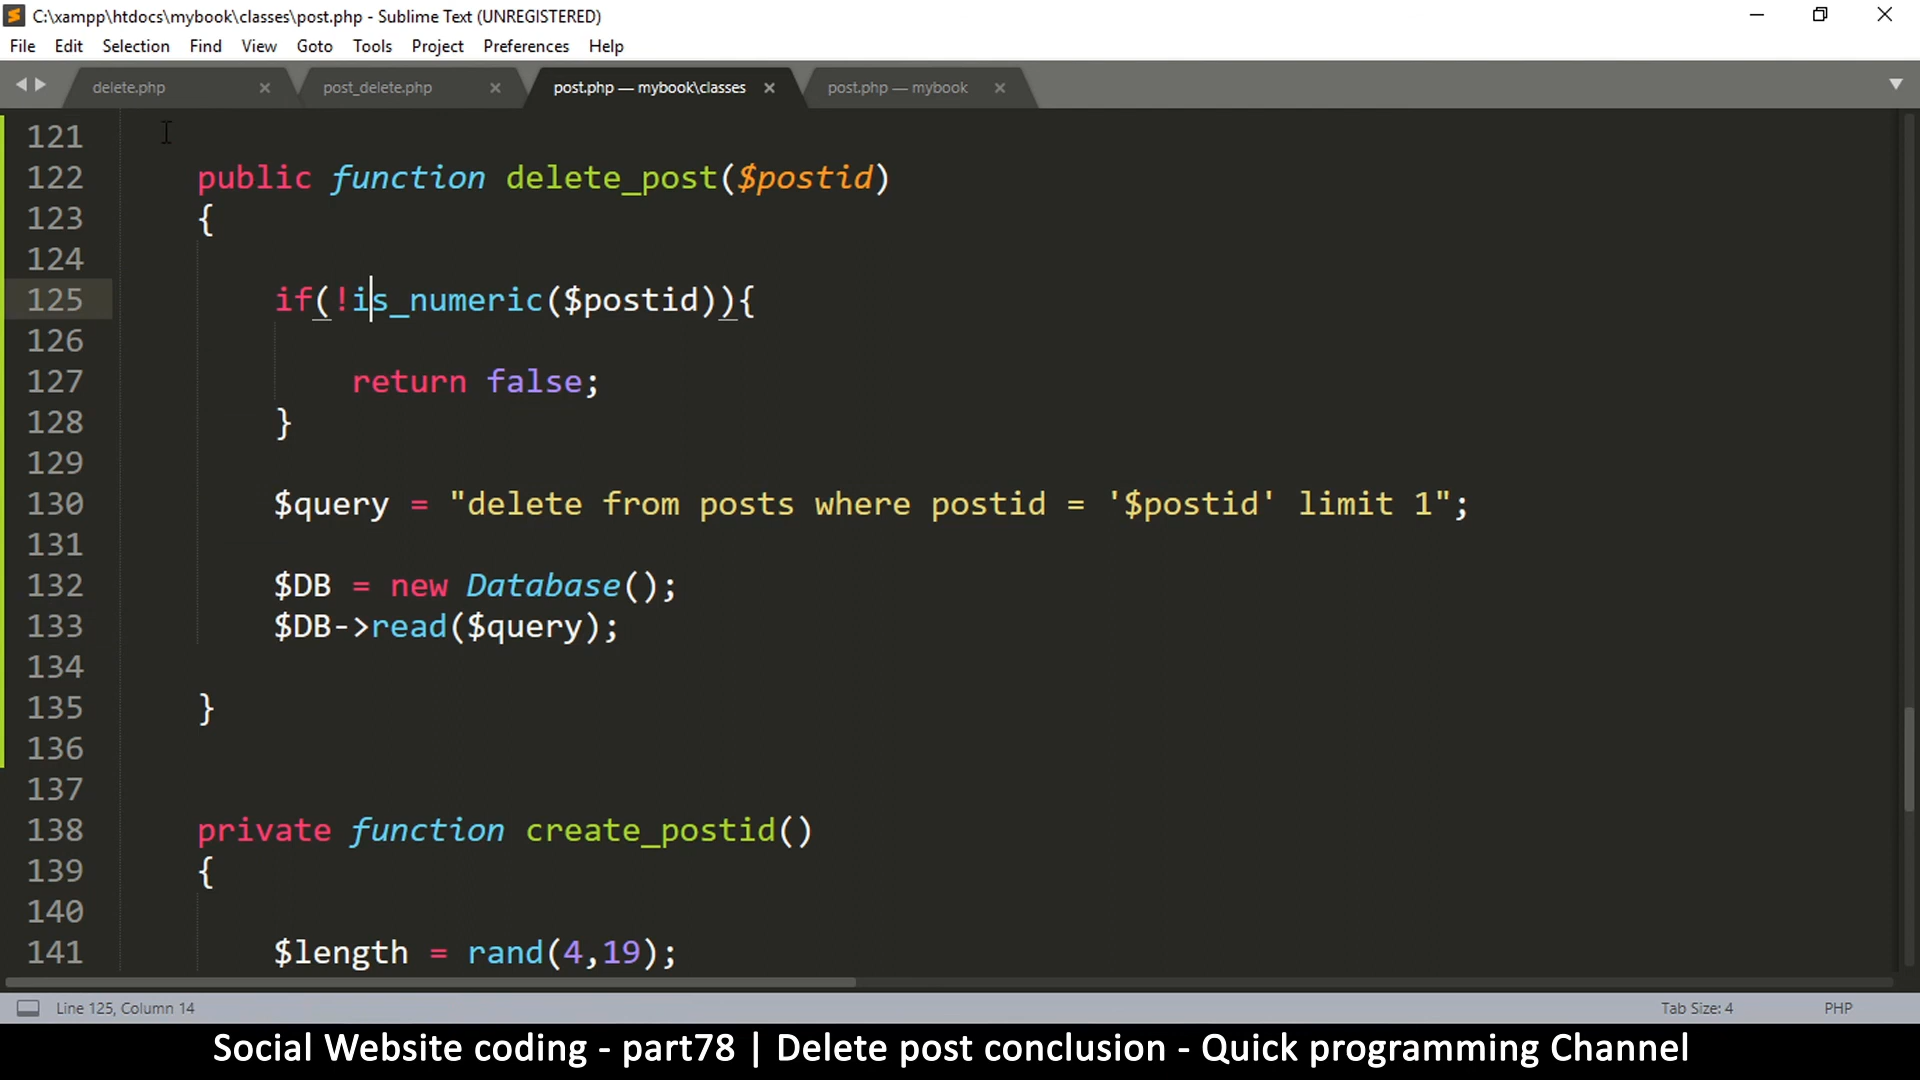 C:\xampp\htdocs\mybook\classes\post.php - Sublime Text (UNREGISTERED)
File Edit Selection Find View Goto Tools Project Preferences Help
delete.php × post_delete.php × post.php — mybook\classes × post.php — mybook ×
121
122 public function delete_post($postid)
123 {
124
125 if(!is_numeric($postid)){
126
127 return false;
128 }
129
130 $query = "delete from posts where postid = '$postid' limit 1";
131
132 $DB = new Database();
133 $DB->read($query);
134
135 }
136
137
138 private function create_postid()
139 {
140
141 $length = rand(4,19);
Line 125, Column 14 Tab Size: 4 PHP
Social Website coding - part78 | Delete post conclusion - Quick programming Channel